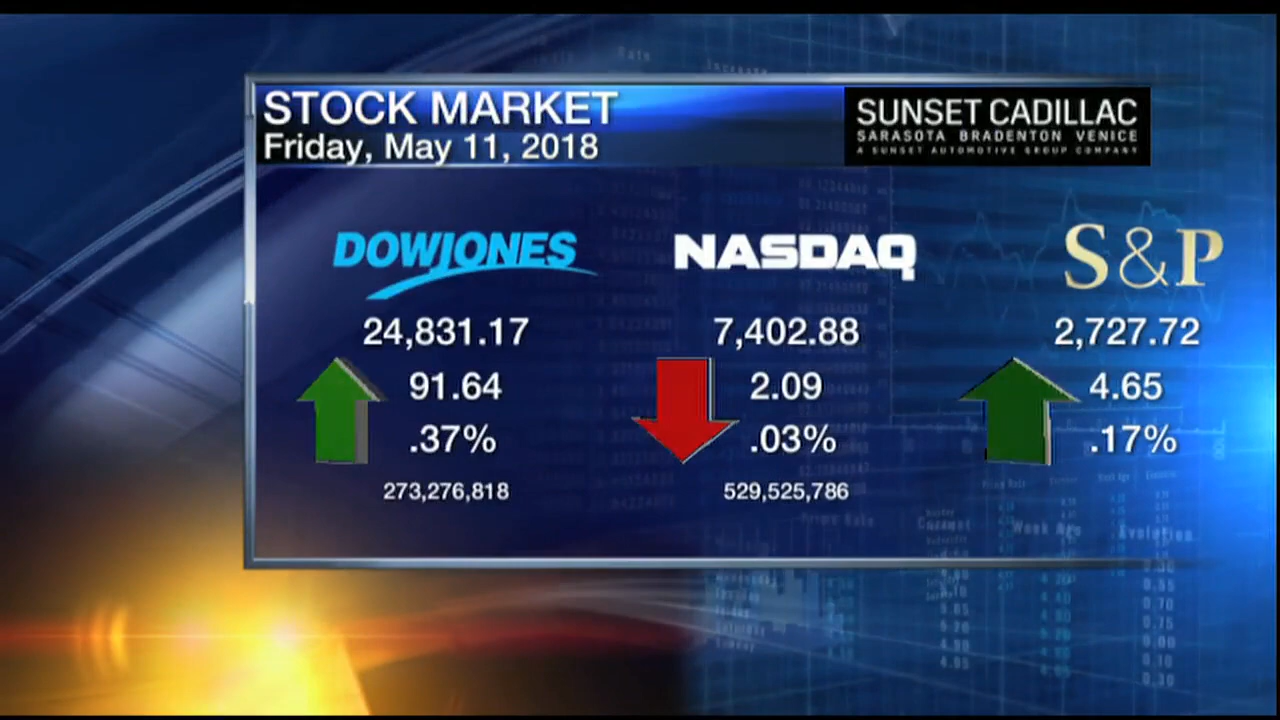 STOCK MARKET
Friday, May 11, 2018
SUNSET CADILLAC
SARASOTA BRADENTON VENICE
A SUNSET AUTOMOTIVE GROUP COMPANY
DOWJONES
24,831.17
91.64
.37%
273,276,818
NASDAQ
7,402.88
2.09
.03%
529,525,786
S&P
2,727.72
4.65
.17%